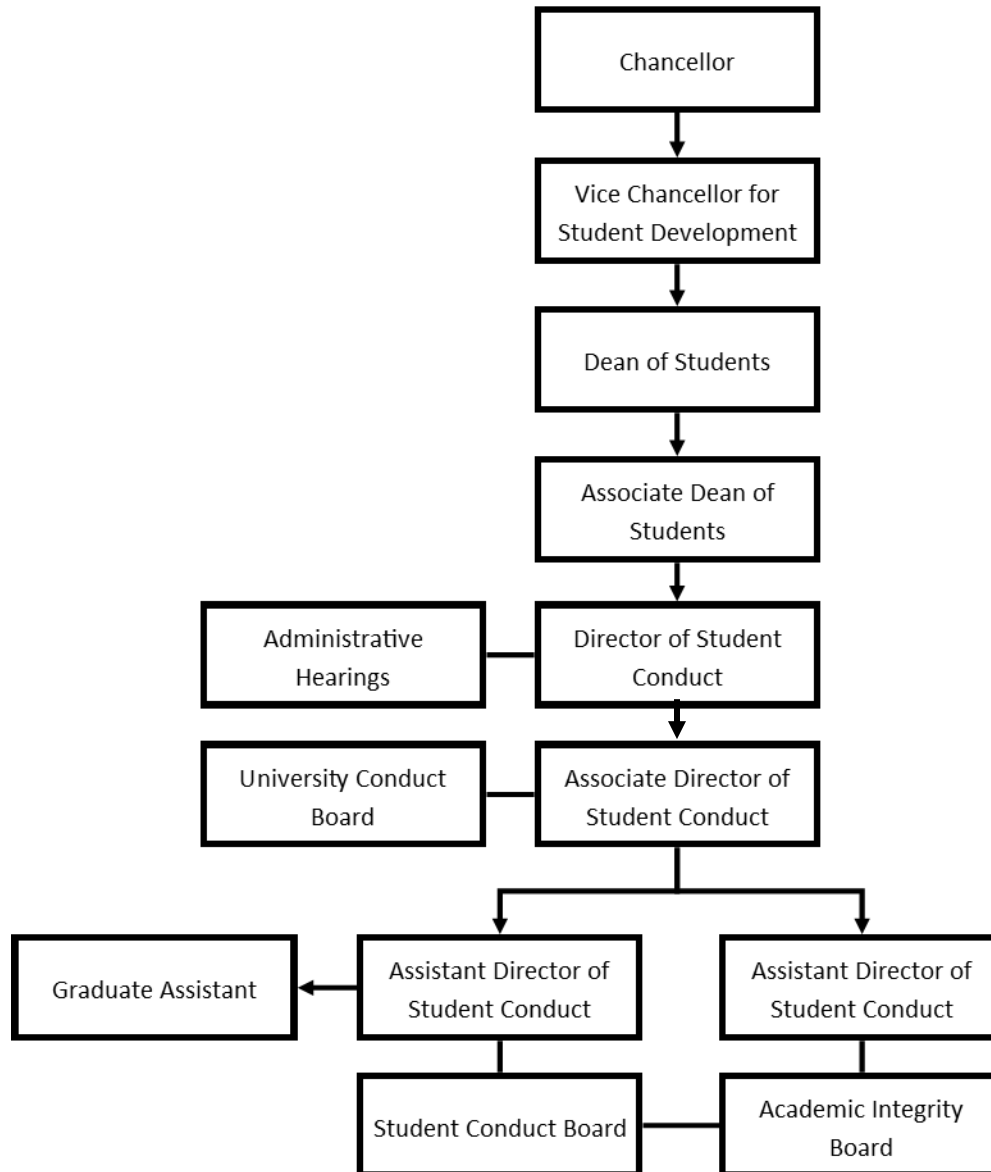 Chancellor
Vice Chancellor for
Student Development
Dean of Students
Associate Dean of
Students
Administrative
Hearings
Director of Student
Conduct
University Conduct
Board
Associate Director of
Student Conduct
Graduate Assistant
Assistant Director of
Student Conduct
Assistant Director of
Student Conduct
Student Conduct Board
Academic Integrity
Board